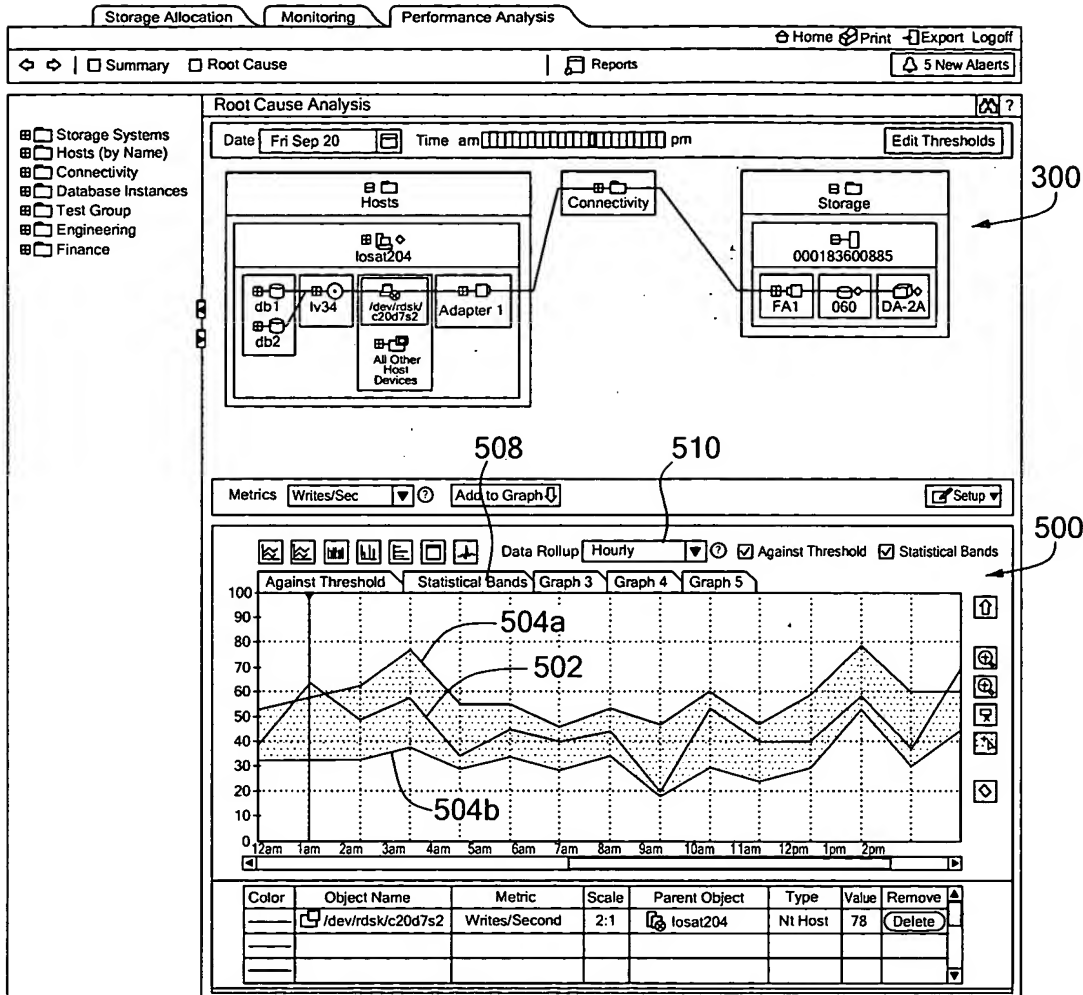 Storage Allocation Monitoring Performance Analysis
Home Print Export Logoff
Summary Root Cause Reports 5 New Alaerts
Root Cause Analysis ?
Storage Systems
Hosts (by Name)
Connectivity
Database Instances
Test Group
Engineering
Finance
Date Fri Sep 20 Time am pm Edit Thresholds
Hosts
losat204
db1
db2
lv34
/dev/rdsk/
c20d7s2
All Other
Host
Devices
Adapter 1
Connectivity
Storage
000183600885
FA1 060 DA-2A
300
508 510
Metrics Writes/Sec ? Add to Graph Setup
500
Data Rollup Hourly ? Against Threshold Statistical Bands
Against Threshold Statistical Bands Graph 3 Graph 4 Graph 5
100
90
80
70
60
50
40
30
20
10
0
504a
502
504b
12am 1am 2am 3am 4am 5am 6am 7am 8am 9am 10am 11am 12pm 1pm 2pm
Color Object Name Metric Scale Parent Object Type Value Remove
/dev/rdsk/c20d7s2 Writes/Second 2:1 losat204 Nt Host 78 Delete